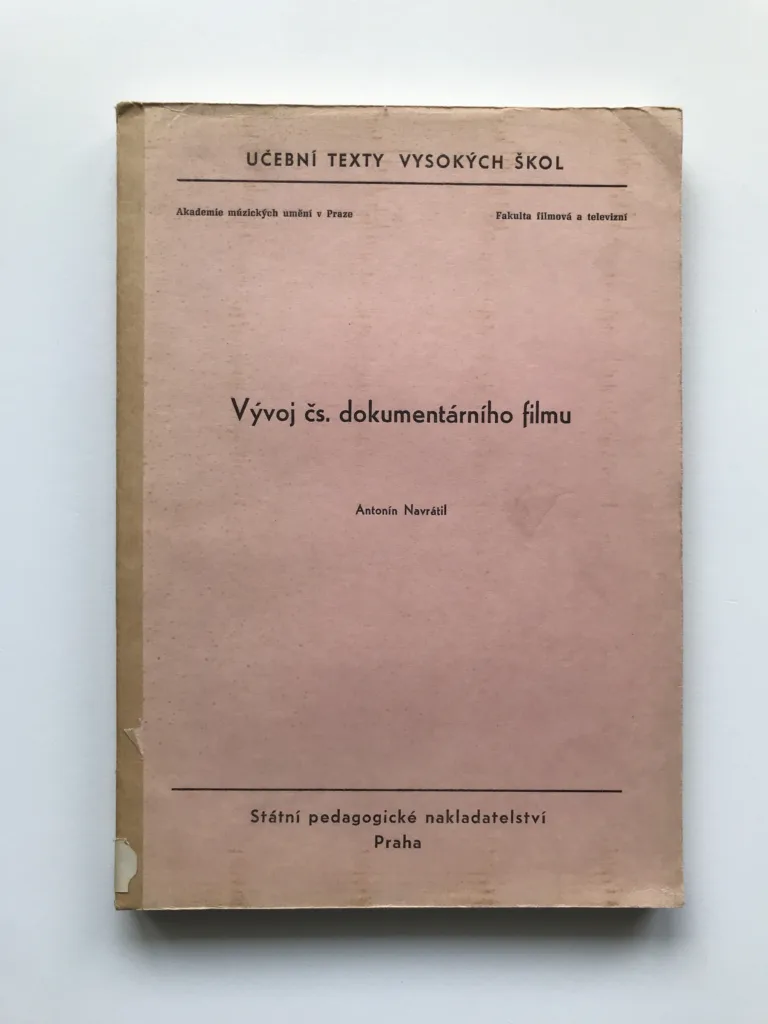 UČEBNÍ TEXTY VYSOKÝCH ŠKOL
Akademie múzických umění v Praze
Fakulta filmová a televizní
Vývoj čs. dokumentárního filmu
Antonín Navrátil
Státní pedagogické nakladatelství
Praha